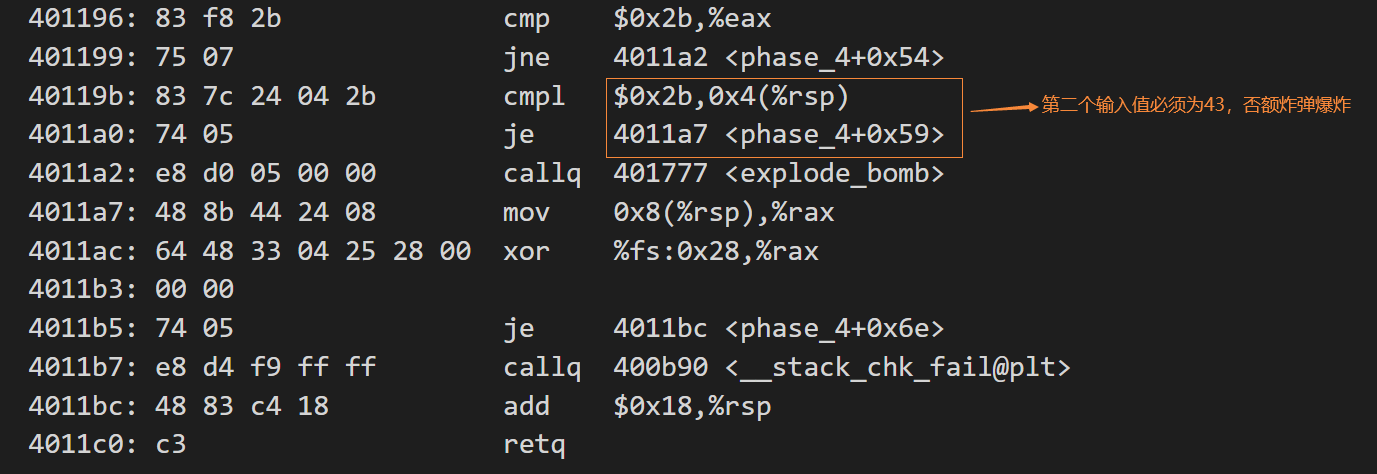 401196: 83 f8 2b cmp $0x2b,%eax
401199: 75 07 jne 4011a2 <phase_4+0x54>
40119b: 83 7c 24 04 2b cmpl $0x2b,0x4(%rsp)
第二个输入值必须为43，否额炸弹爆炸
4011a0: 74 05 je 4011a7 <phase_4+0x59>
4011a2: e8 d0 05 00 00 callq 401777 <explode_bomb>
4011a7: 48 8b 44 24 08 mov 0x8(%rsp),%rax
4011ac: 64 48 33 04 25 28 00 xor %fs:0x28,%rax
4011b3: 00 00
4011b5: 74 05 je 4011bc <phase_4+0x6e>
4011b7: e8 d4 f9 ff ff callq 400b90 <__stack_chk_fail@plt>
4011bc: 48 83 c4 18 add $0x18,%rsp
4011c0: c3 retq